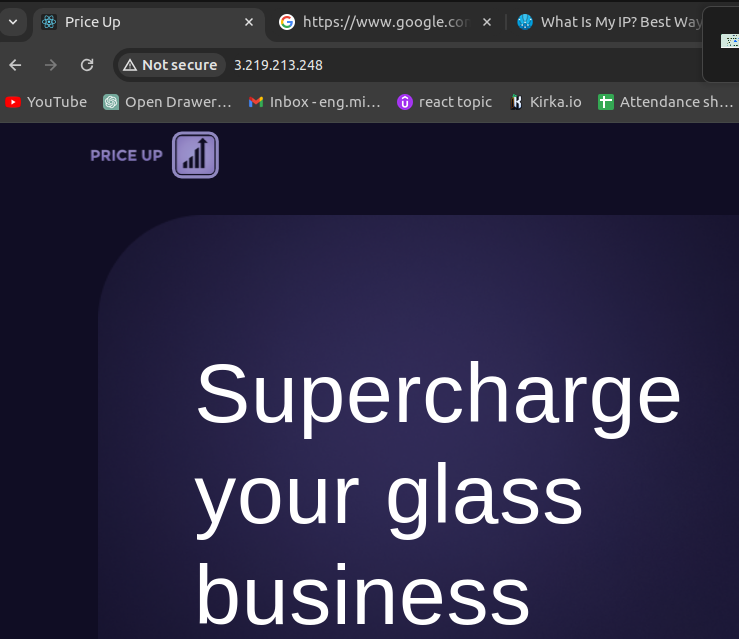 Price Up
https://www.google.con
What Is My IP? Best Way
Not secure
3.219.213.248
YouTube
Open Drawer…
Inbox - eng.mi…
react topic
Kirka.io
Attendance sh…
PRICE UP
Supercharge
your glass
business